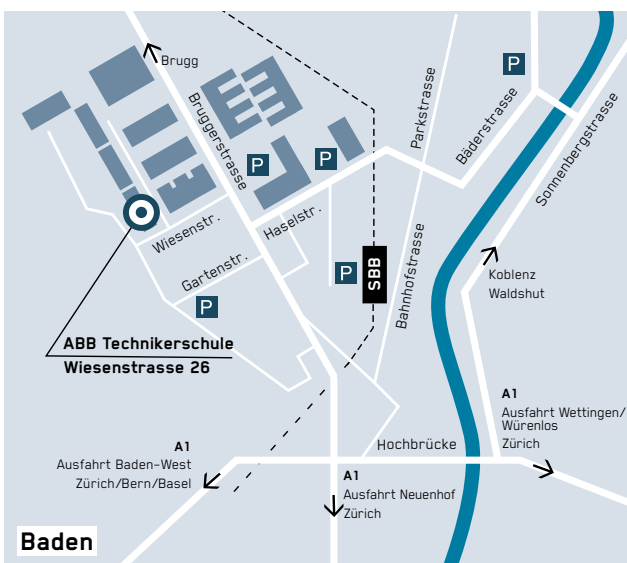 Brugg
P
Bruggerstrasse
Parkstrasse
Bäderstrasse
P
P
Sonnenbergstrasse
Haselstr.
Wiesenstr.
Gartenstr.
P
P
SBB
Bahnhofstrasse
Koblenz
Waldshut
ABB Technikerschule
Wiesenstrasse 26
A1
Ausfahrt Wettingen/
Würenlos
Zürich
Hochbrücke
A1
Ausfahrt Baden-West
Zürich/Bern/Basel
A1
Ausfahrt Neuenhof
Zürich
Baden